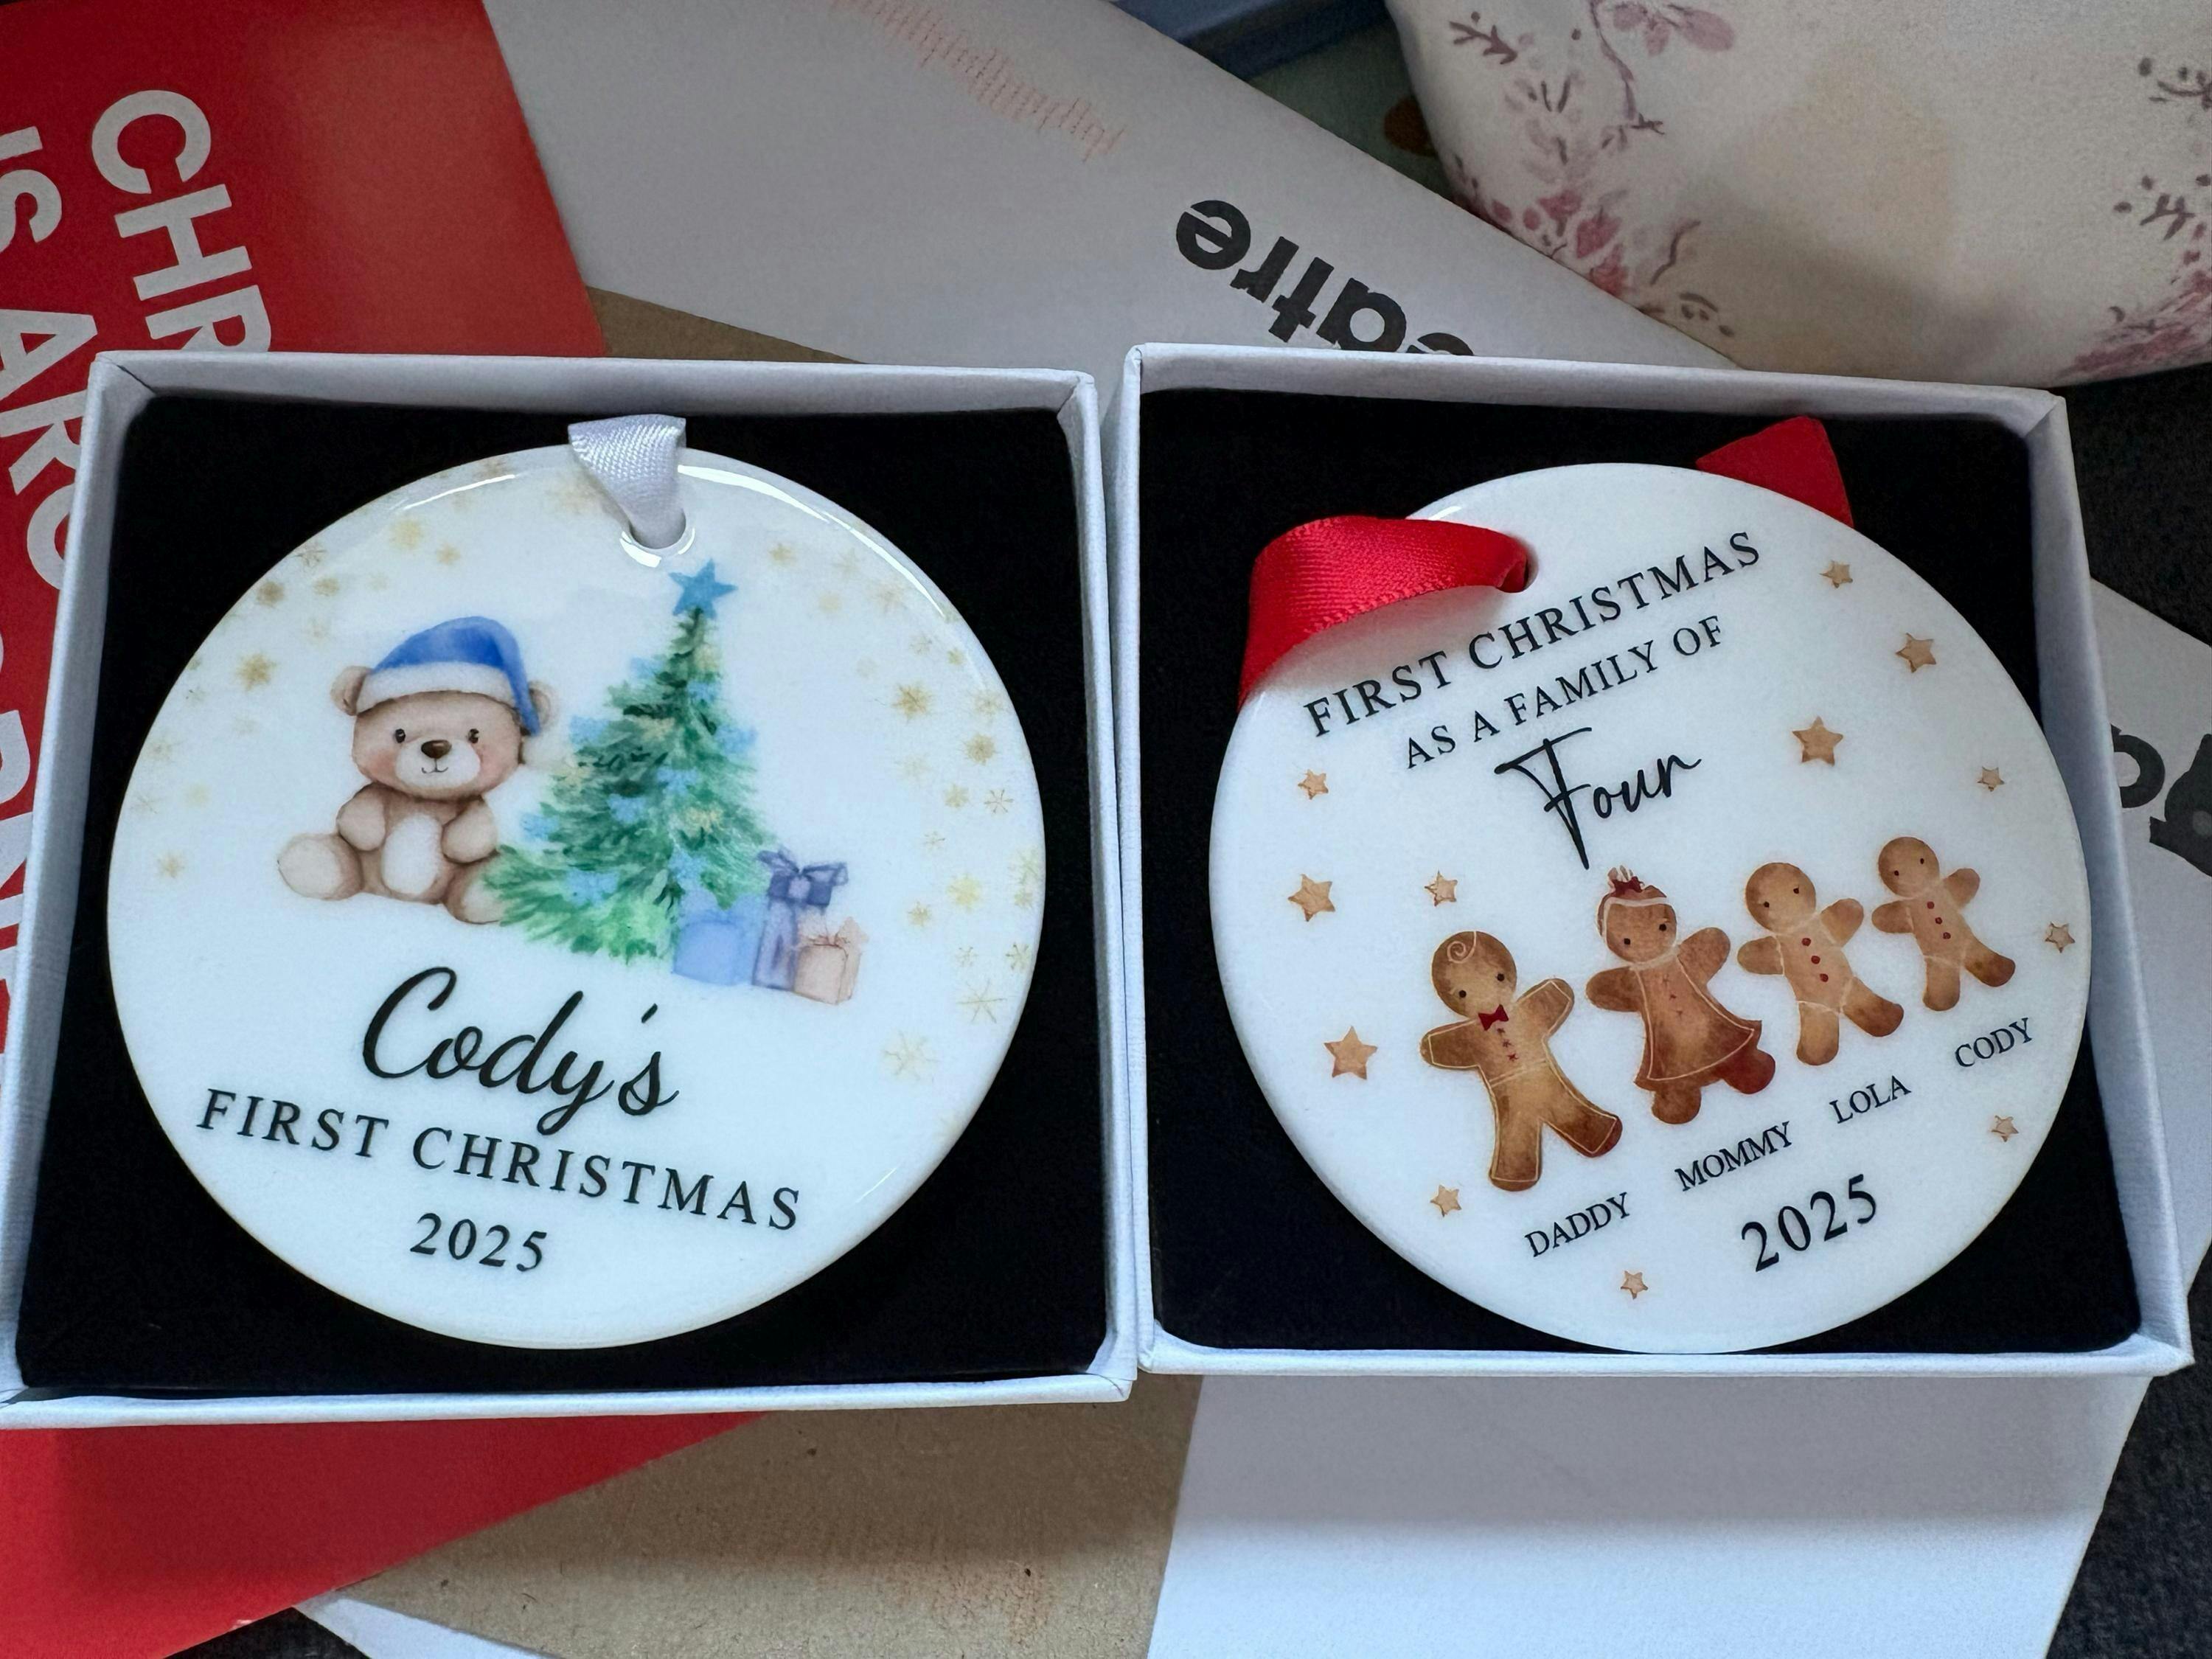 Cody's
FIRST CHRISTMAS
2025
FIRST CHRISTMAS
AS A FAMILY OF
Four
DADDY MOMMY LOLA CODY
2025